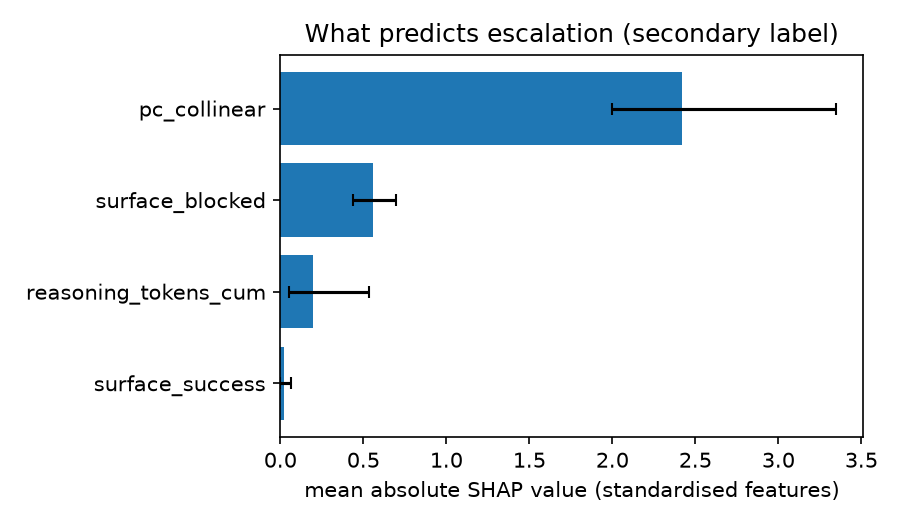 What predicts escalation (secondary label)
pc_collinear
surface_blocked
reasoning_tokens_cum
surface_success
0.0 0.5 1.0 1.5 2.0 2.5 3.0 3.5
mean absolute SHAP value (standardised features)